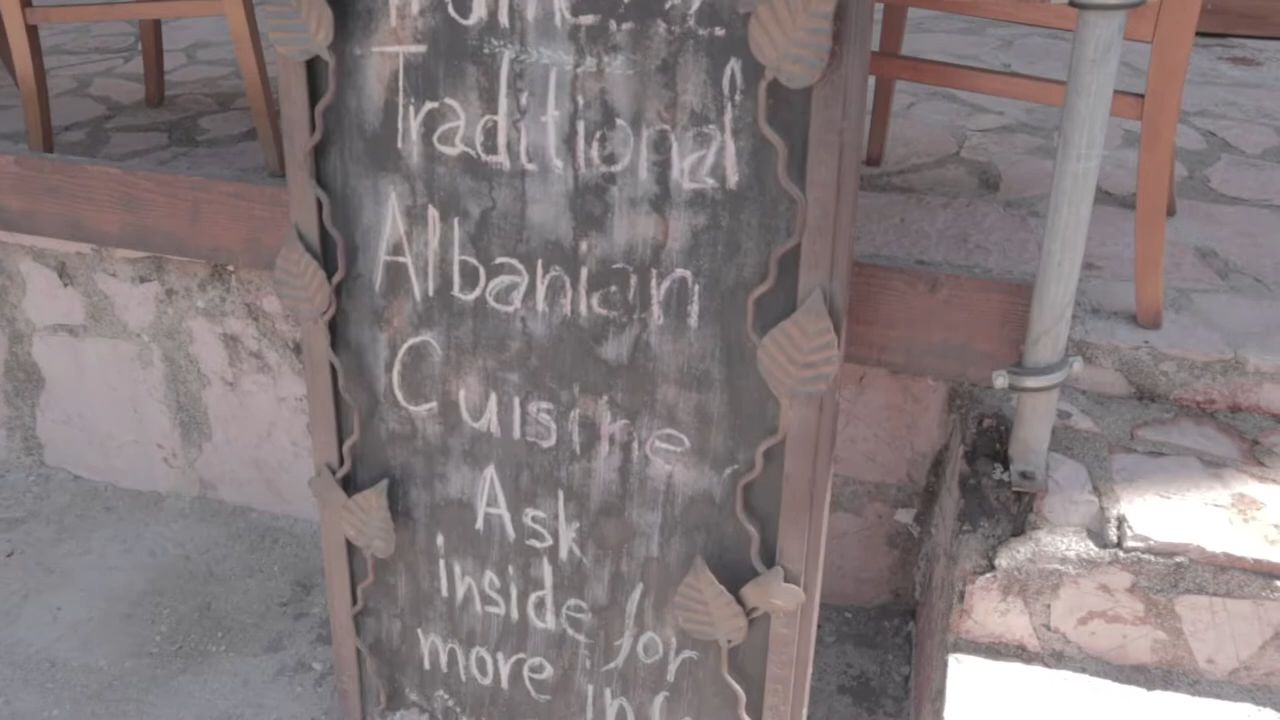 Traditional
Albanian
Cuisine
Ask
inside for
more